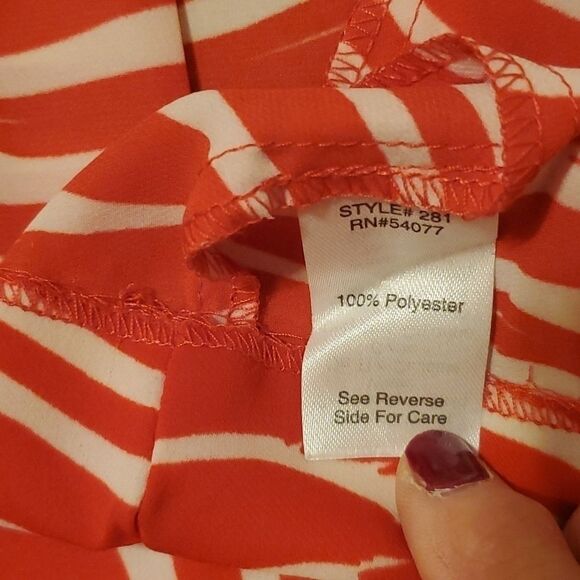 STYLE# 281
RN#54077
100% Polyester
See Reverse
Side For Care